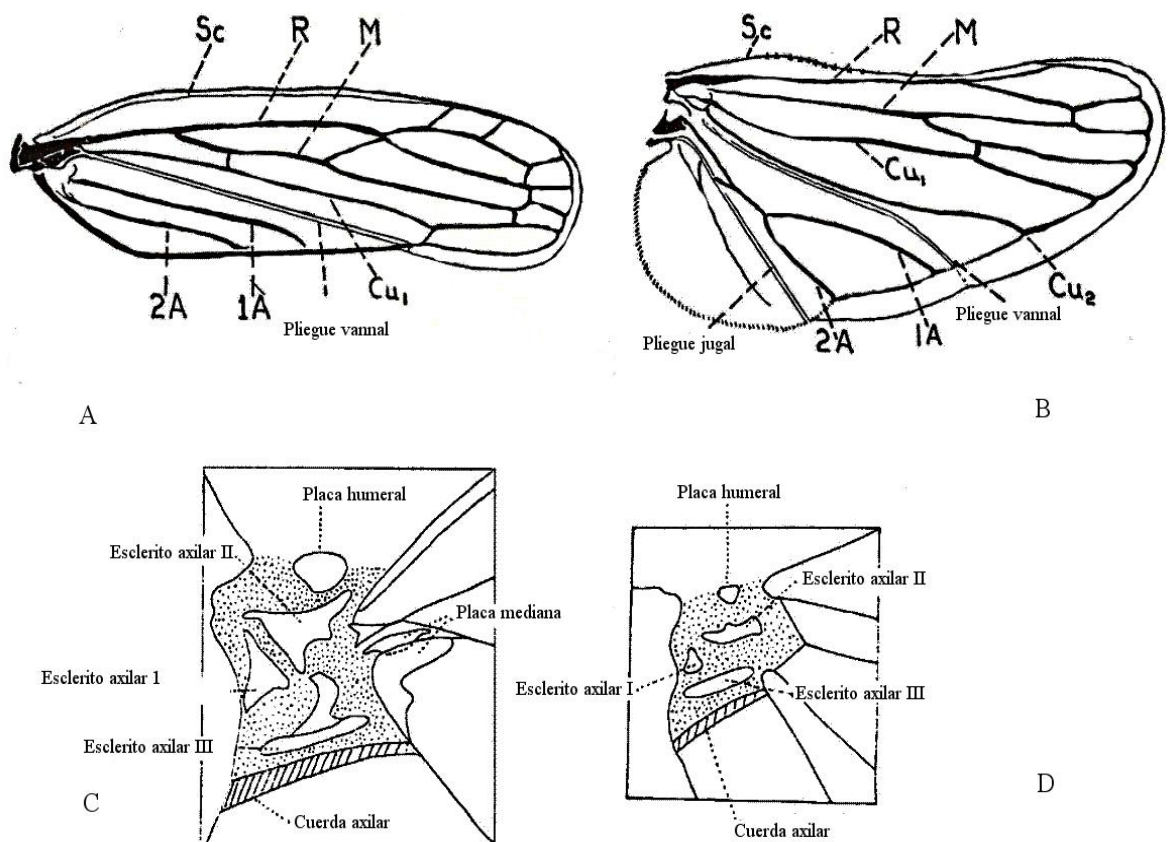 Sc R M
2A 1A Cu₁
Pliegue vannal
A
Sc R M
Cu₁
Cu₂
Pliegue vannal
1A
2A
Pliegue jugal
B
Placa humeral
Esclerito axilar II
Placa mediana
Esclerito axilar 1
Esclerito axilar III
Cuerda axilar
C
Placa humeral
Esclerito axilar II
Esclerito axilar I
Esclerito axilar III
Cuerda axilar
D